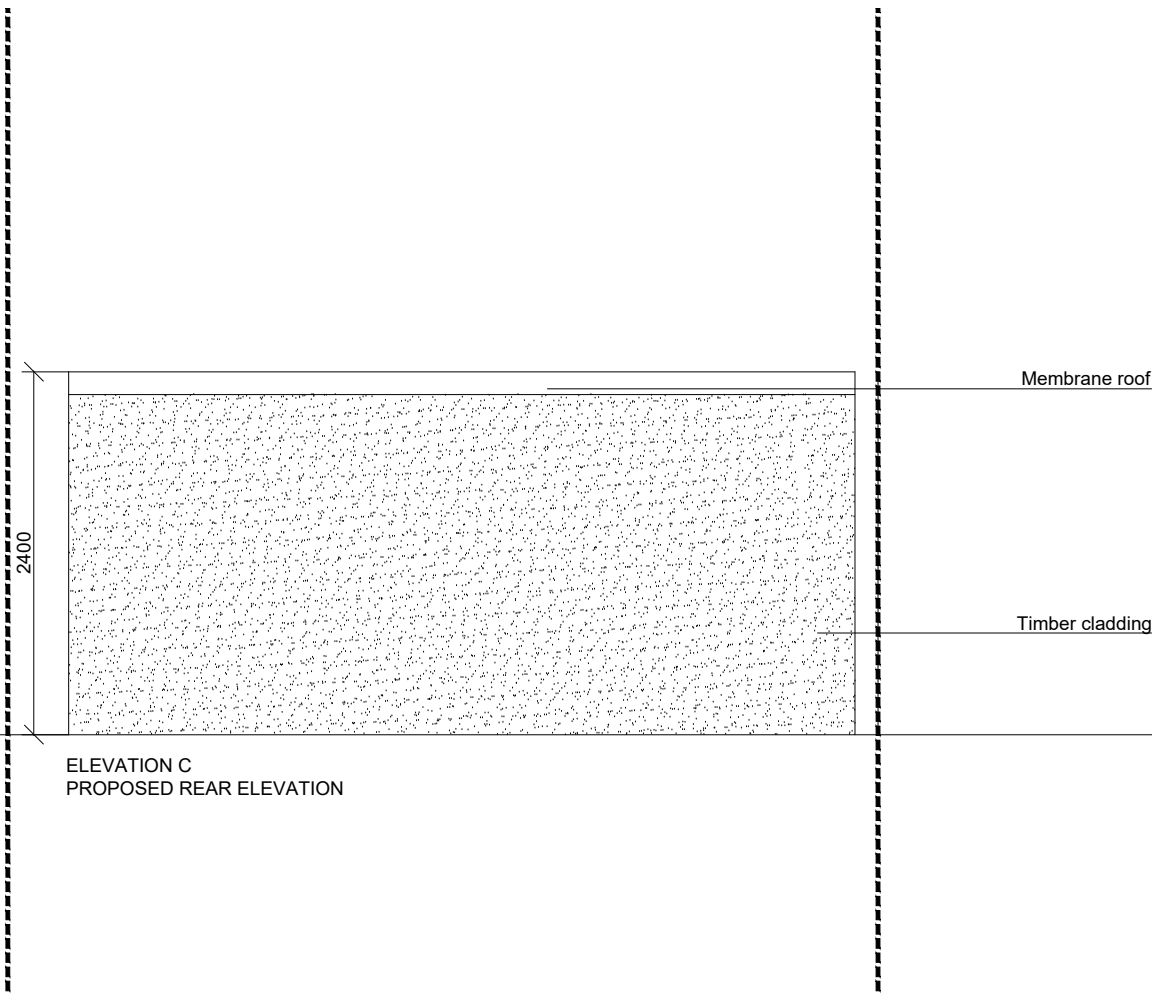 Membrane roof
2400
Timber cladding
ELEVATION C
PROPOSED REAR ELEVATION